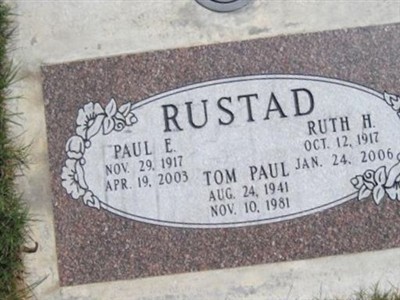 RUSTAD
PAUL E.
NOV. 29, 1917
APR. 19, 2003
RUTH H.
OCT. 12, 1917
JAN. 24, 2006
TOM PAUL
AUG. 24, 1941
NOV. 10, 1981